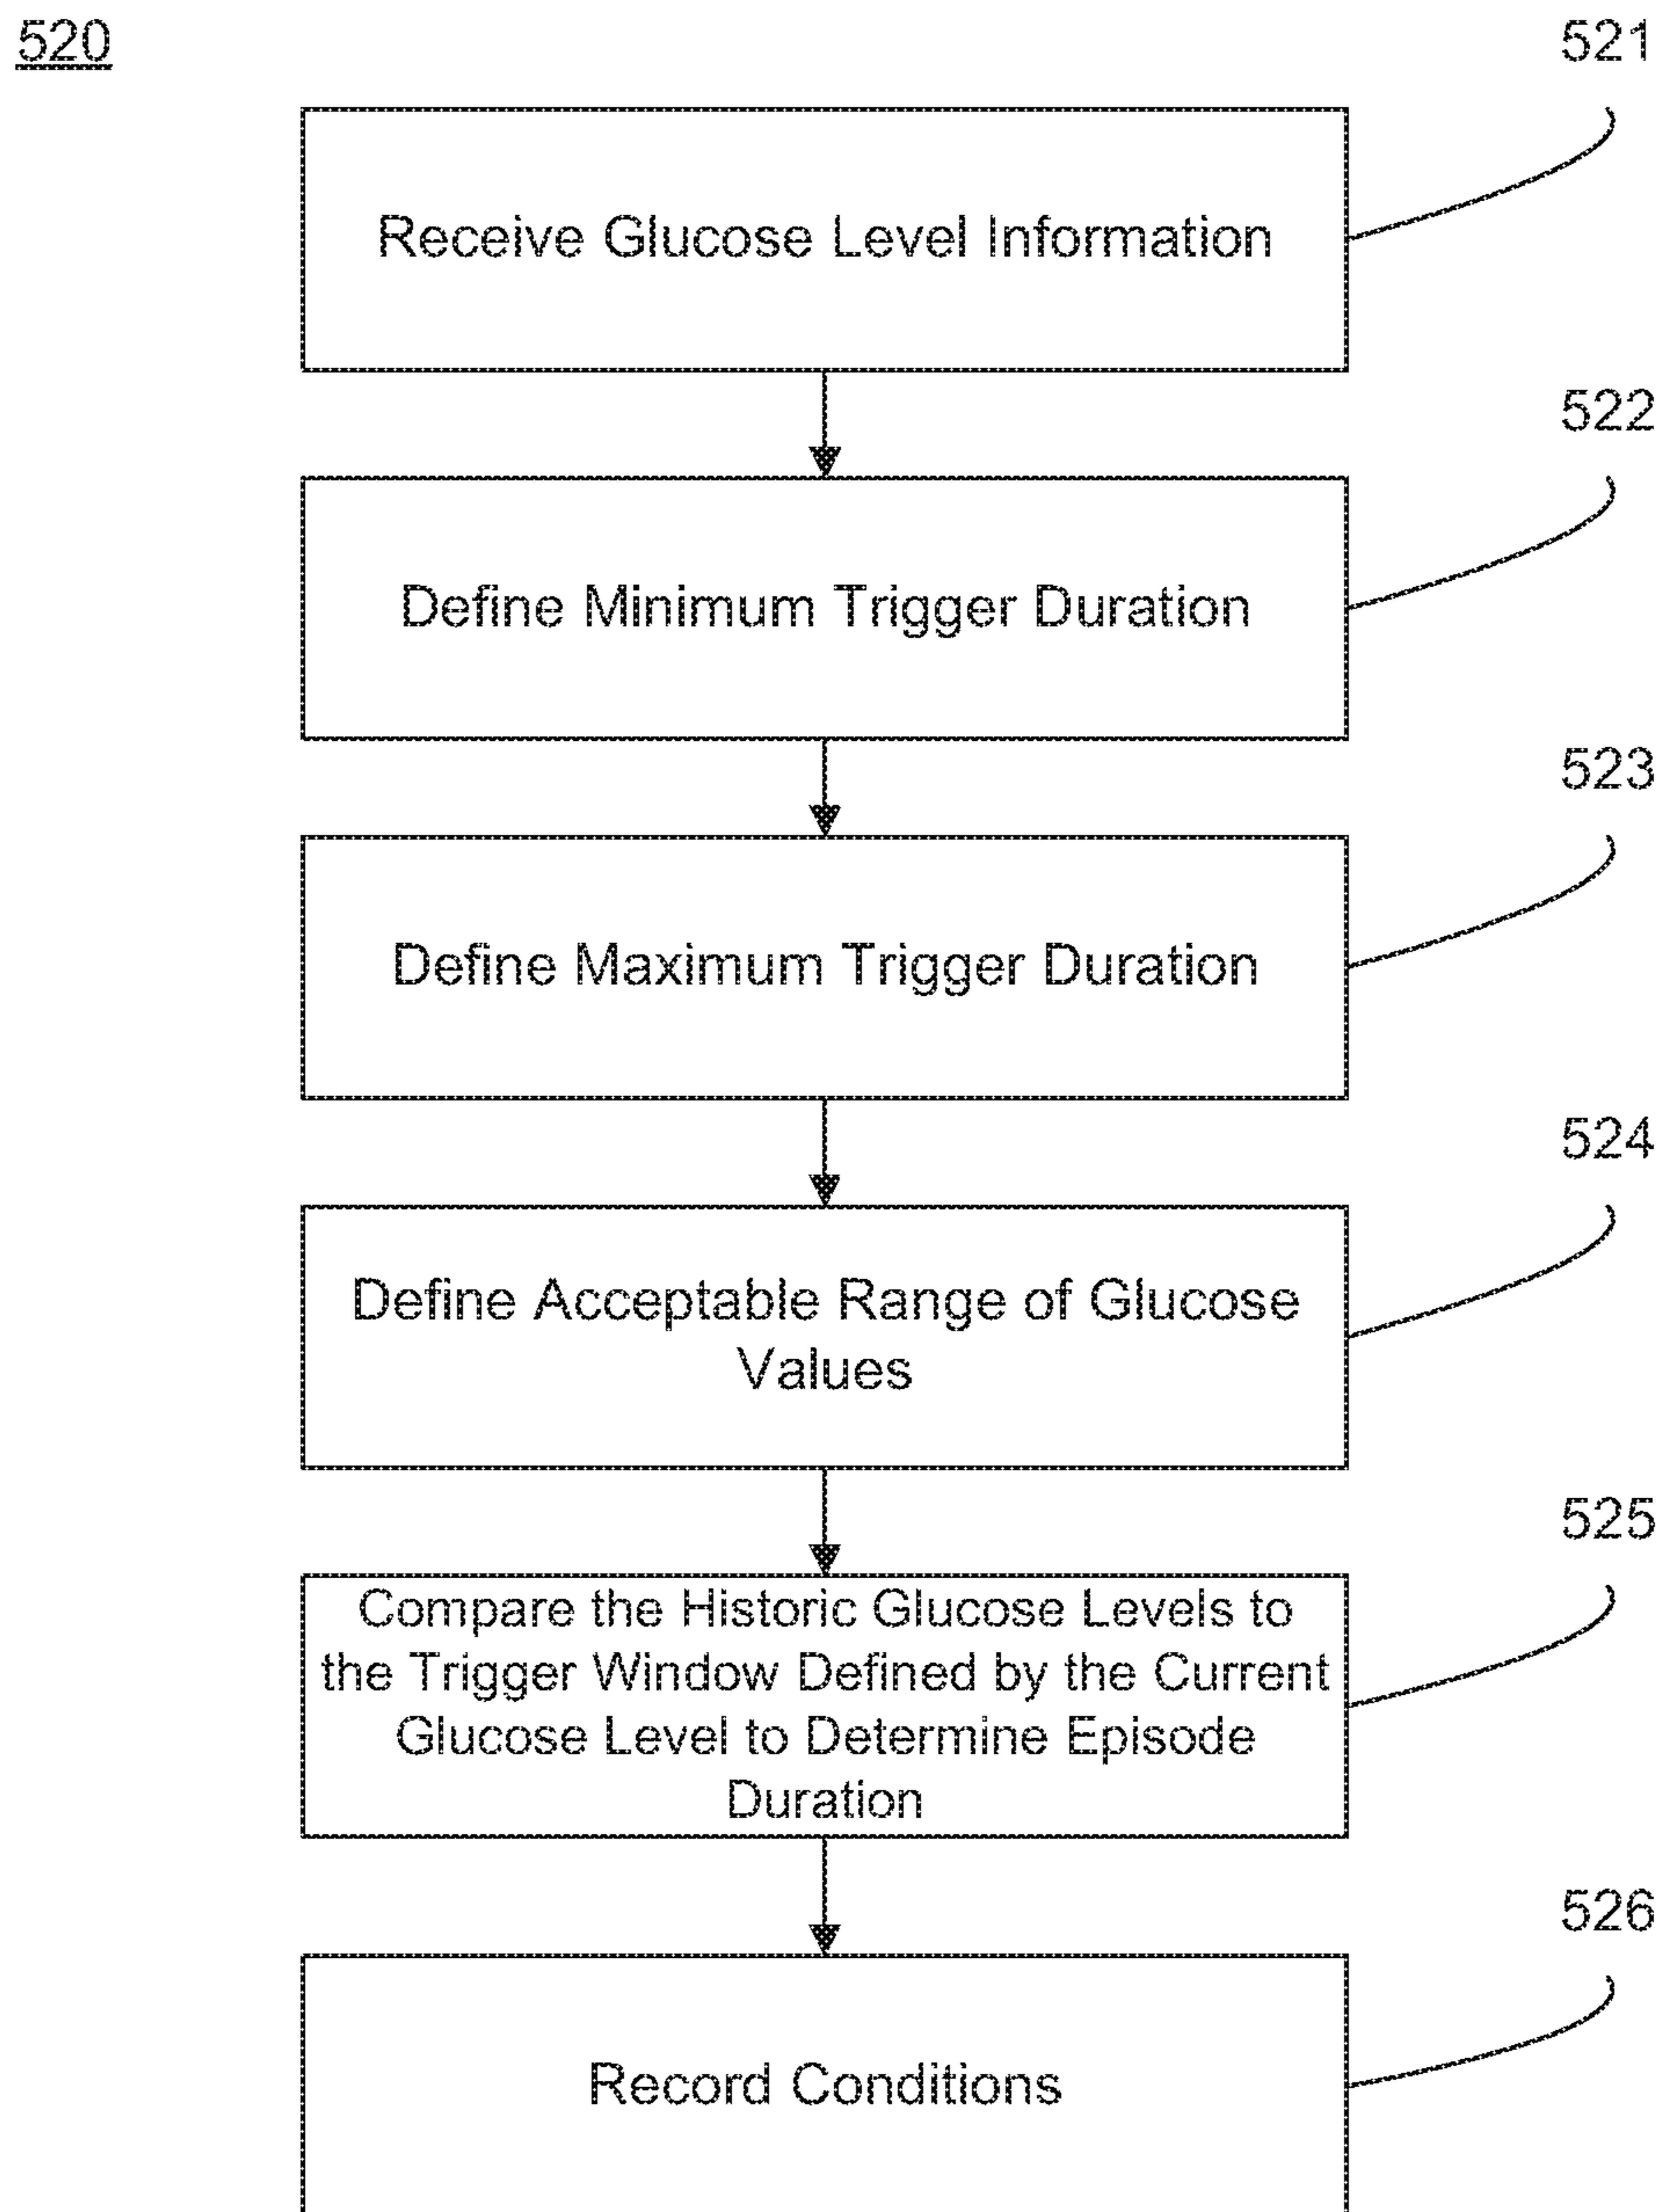 520
521
Receive Glucose Level Information
522
Define Minimum Trigger Duration
523
Define Maximum Trigger Duration
524
Define Acceptable Range of Glucose
Values
525
Compare the Historic Glucose Levels to
the Trigger Window Defined by the Current
Glucose Level to Determine Episode
Duration
526
Record Conditions